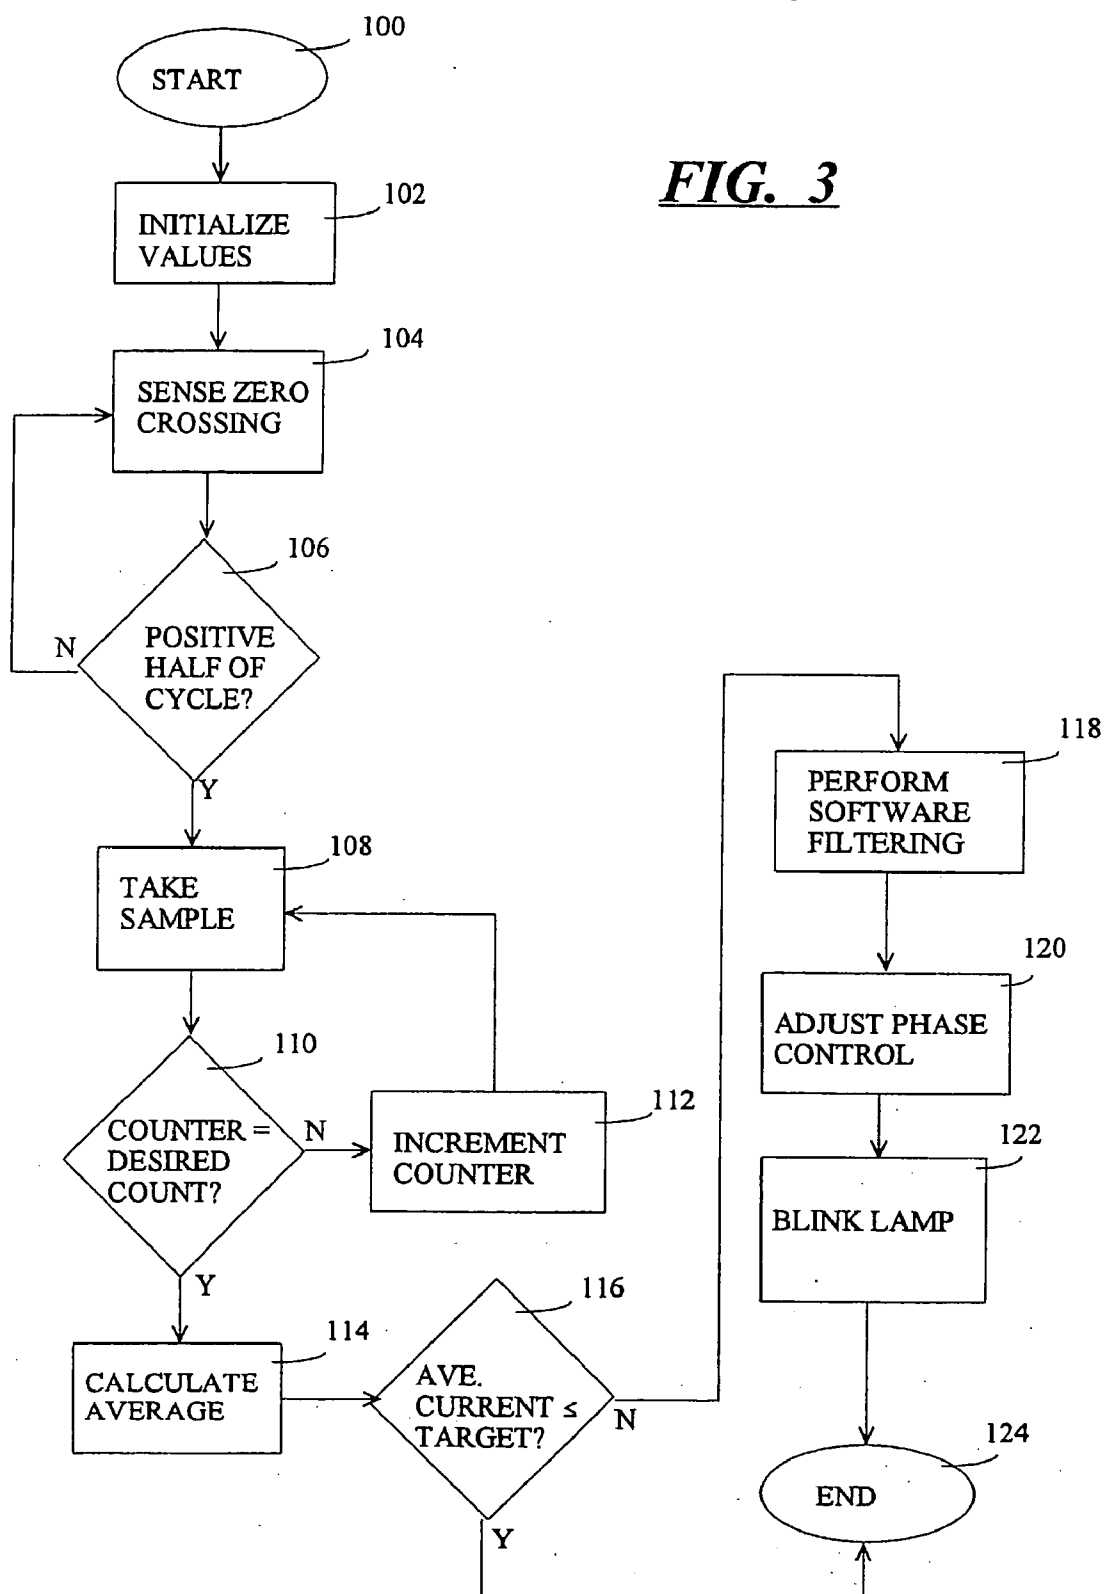 100
START
FIG. 3
102
INITIALIZE
VALUES
104
SENSE ZERO
CROSSING
106
POSITIVE
HALF OF
CYCLE?
N
Y
108
TAKE
SAMPLE
110
COUNTER =
DESIRED
COUNT?
N
Y
112
INCREMENT
COUNTER
114
CALCULATE
AVERAGE
116
AVE.
CURRENT ≤
TARGET?
N
Y
118
PERFORM
SOFTWARE
FILTERING
120
ADJUST PHASE
CONTROL
122
BLINK LAMP
124
END